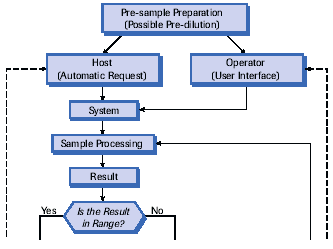 Pre-sample Preparation
(Possible Pre-dilution)
Host
(Automatic Request)
Operator
(User Interface)
System
Sample Processing
Result
Yes
Is the Result
in Range?
No